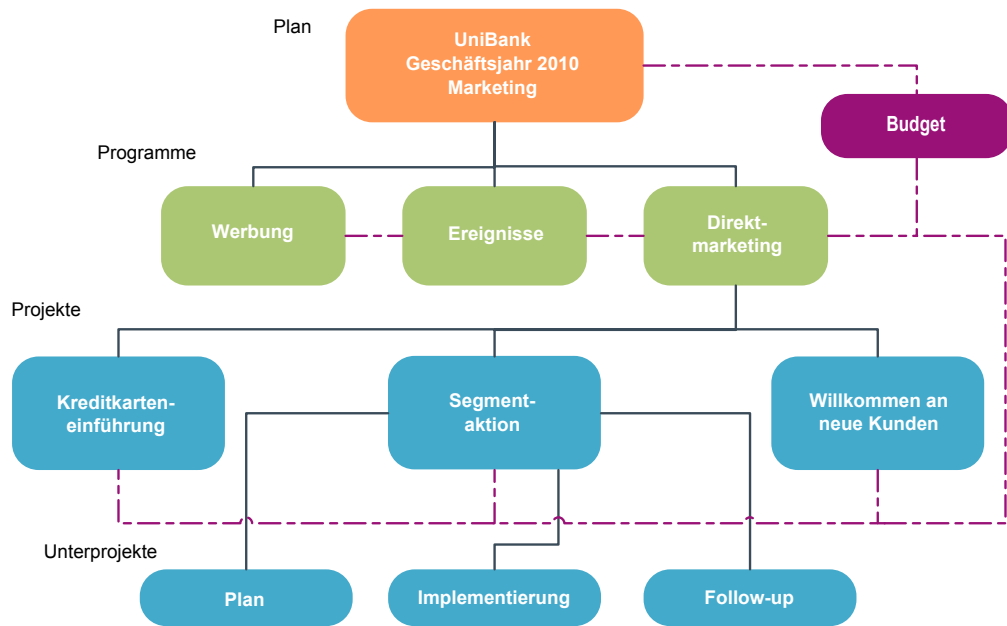 Plan
UniBank
Geschäftsjahr 2010
Marketing
Budget
Programme
Werbung
Ereignisse
Direkt-
marketing
Projekte
Kreditkarten-
einführung
Segment-
aktion
Willkommen an
neue Kunden
Unterprojekte
Plan
Implementierung
Follow-up